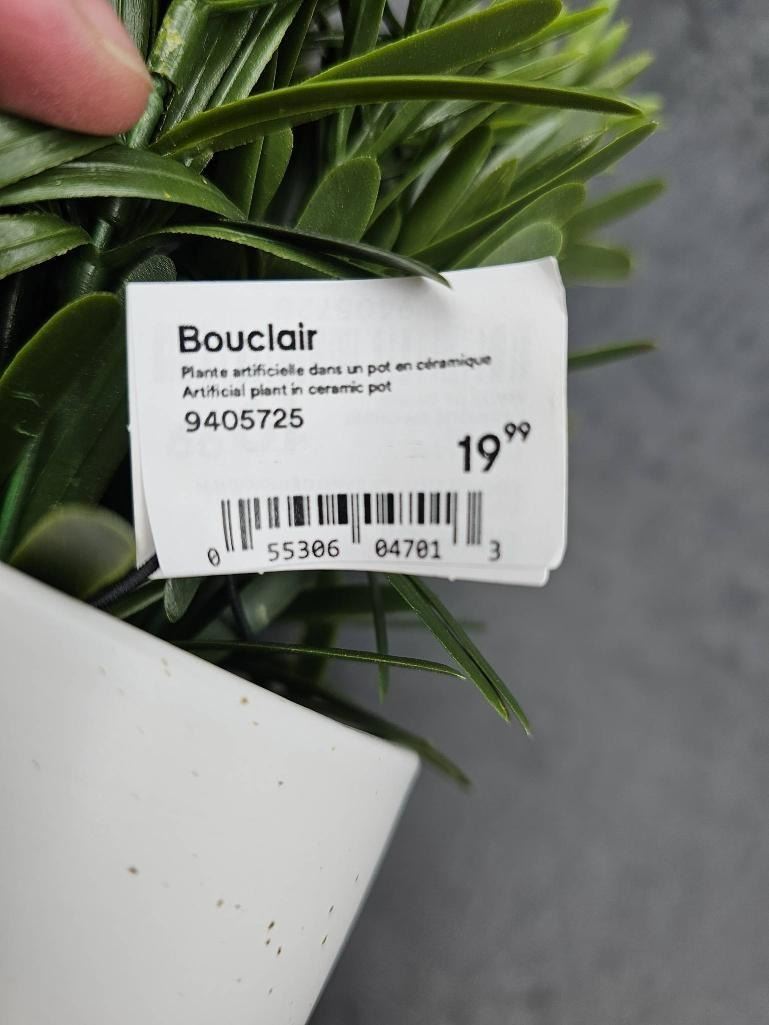 Bouclair
Plante artificielle dans un pot en céramique
Artificial plant in ceramic pot
9405725
19⁹⁹
0 55306 04701 3